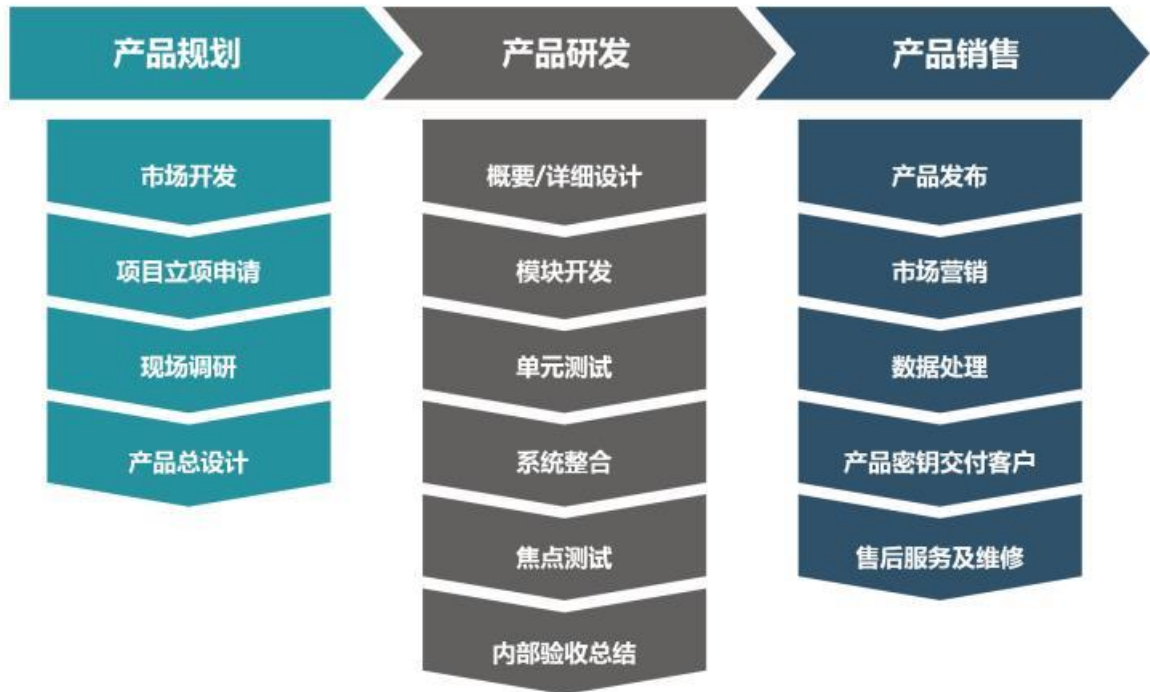 产品规划
产品研发
产品销售
市场开发
项目立项申请
现场调研
产品总设计
概要/详细设计
模块开发
单元测试
系统整合
焦点测试
内部验收总结
产品发布
市场营销
数据处理
产品密钥交付客户
售后服务及维修